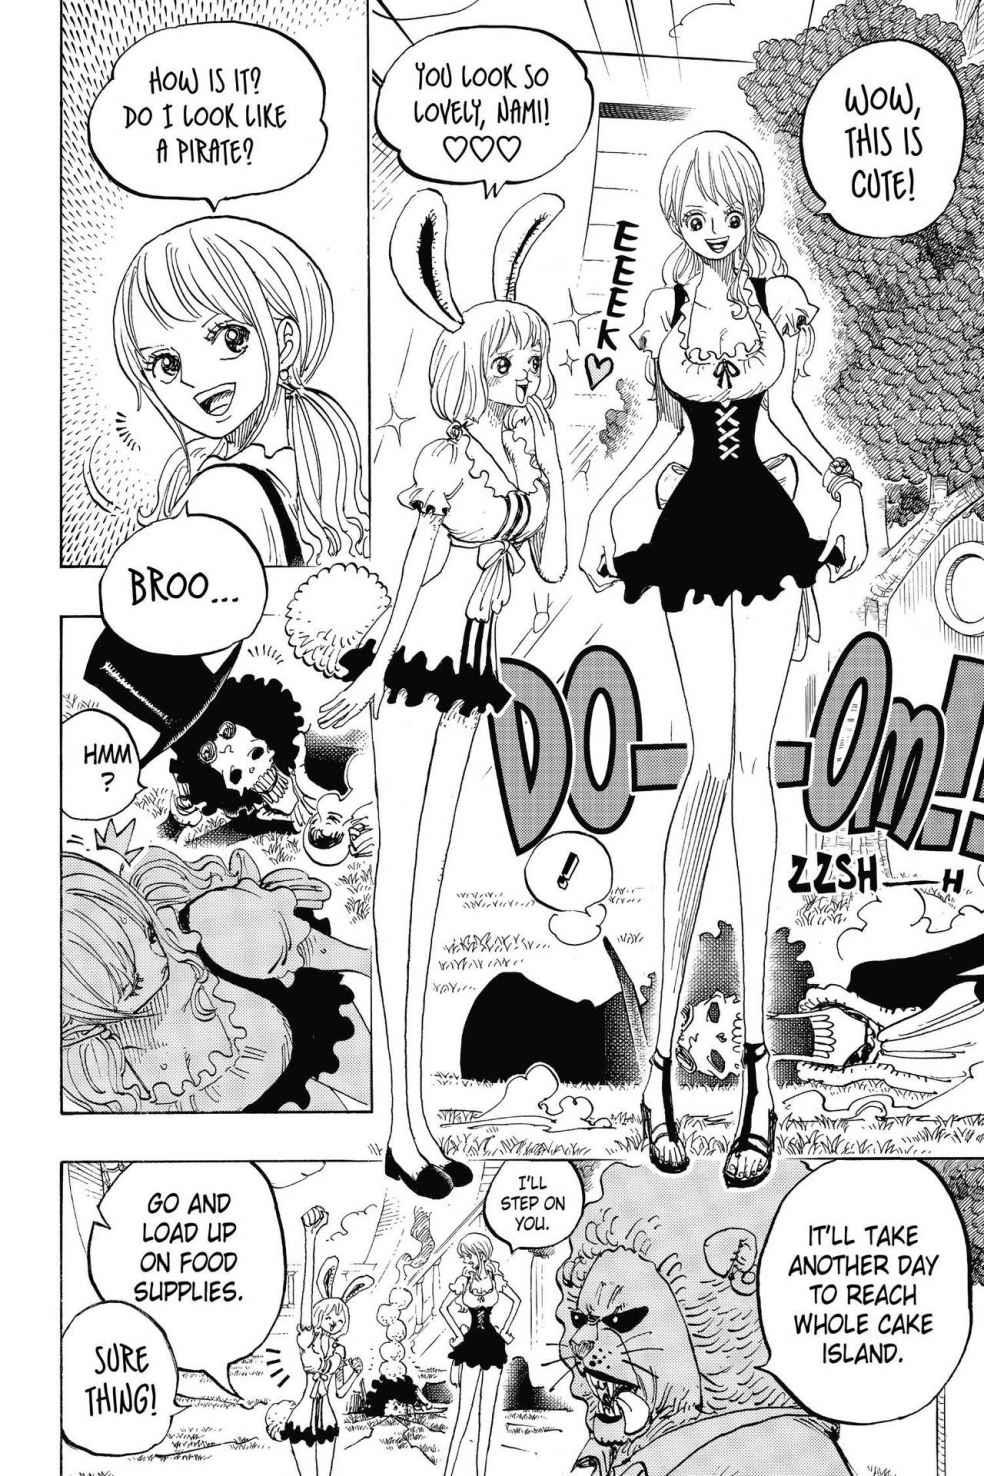 WOW,
THIS IS
CUTE!
YOU LOOK SO
LOVELY, NAMI!
♡♡♡
EEEK♡
HOW IS IT?
DO I LOOK LIKE
A PIRATE?
DO——OM!!
ZZSH——H
!
BROO...
HMM
?
IT'LL TAKE
ANOTHER DAY
TO REACH
WHOLE CAKE
ISLAND.
I'LL
STEP ON
YOU.
GO AND
LOAD UP
ON FOOD
SUPPLIES.
SURE
THING!